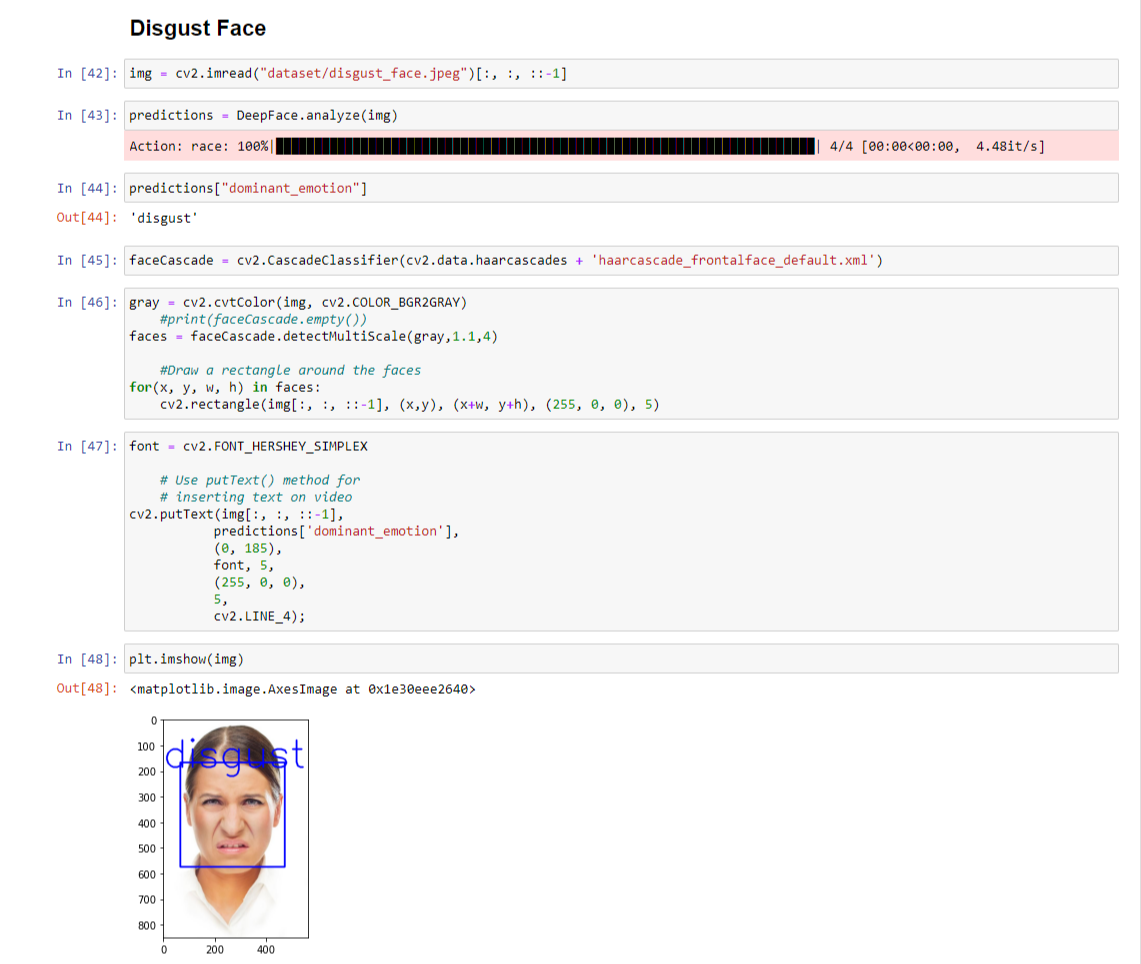 Disgust Face
In [42]: img = cv2.imread("dataset/disgust_face.jpeg")[:, :, ::-1]
In [43]: predictions = DeepFace.analyze(img)
Action: race: 100%| | 4/4 [00:00<00:00,  4.48it/s]
In [44]: predictions["dominant_emotion"]
Out[44]: 'disgust'
In [45]: faceCascade = cv2.CascadeClassifier(cv2.data.haarcascades + 'haarcascade_frontalface_default.xml')
In [46]: gray = cv2.cvtColor(img, cv2.COLOR_BGR2GRAY)
#print(faceCascade.empty())
faces = faceCascade.detectMultiScale(gray,1.1,4)
#Draw a rectangle around the faces
for(x, y, w, h) in faces:
cv2.rectangle(img[:, :, ::-1], (x,y), (x+w, y+h), (255, 0, 0), 5)
In [47]: font = cv2.FONT_HERSHEY_SIMPLEX
# Use putText() method for
# inserting text on video
cv2.putText(img[:, :, ::-1],
predictions['dominant_emotion'],
(0, 185),
font, 5,
(255, 0, 0),
5,
cv2.LINE_4);
In [48]: plt.imshow(img)
Out[48]: <matplotlib.image.AxesImage at 0x1e30eee2640>
0
100
disgust
200
300
400
500
600
700
800
0 200 400